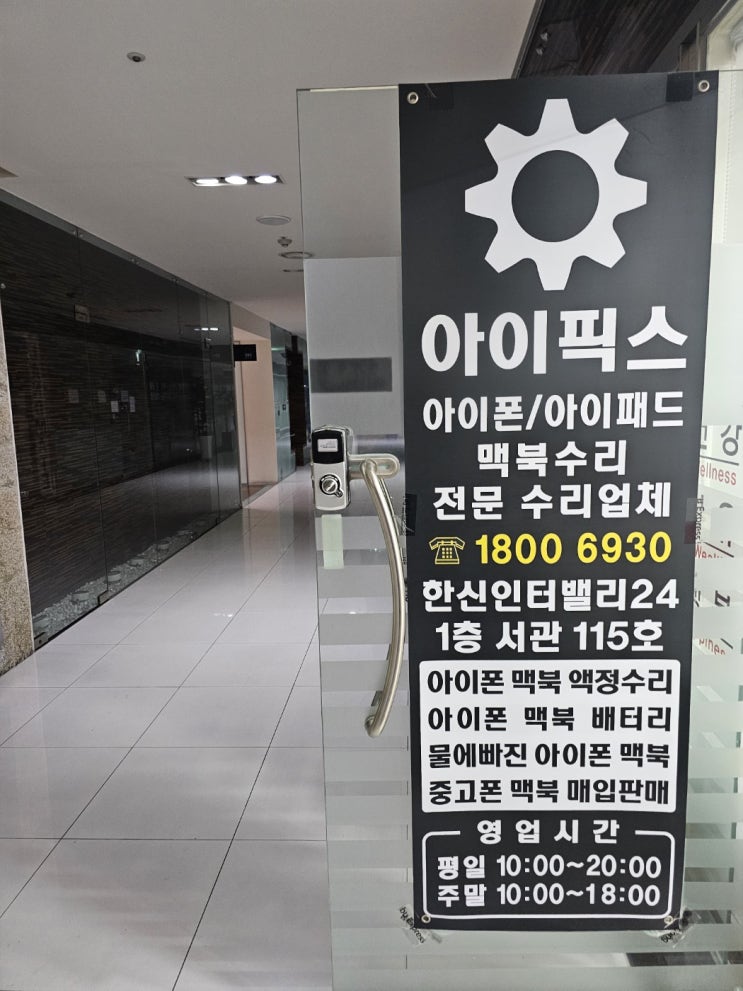 아이픽스
아이폰/아이패드
맥북수리
전문 수리업체
☎ 1800 6930
한신인터밸리24
1층 서관 115호
아이폰 맥북 액정수리
아이폰 맥북 배터리
물에빠진 아이폰 맥북
중고폰 맥북 매입판매
영업시간
평일 10:00~20:00
주말 10:00~18:00
ellness